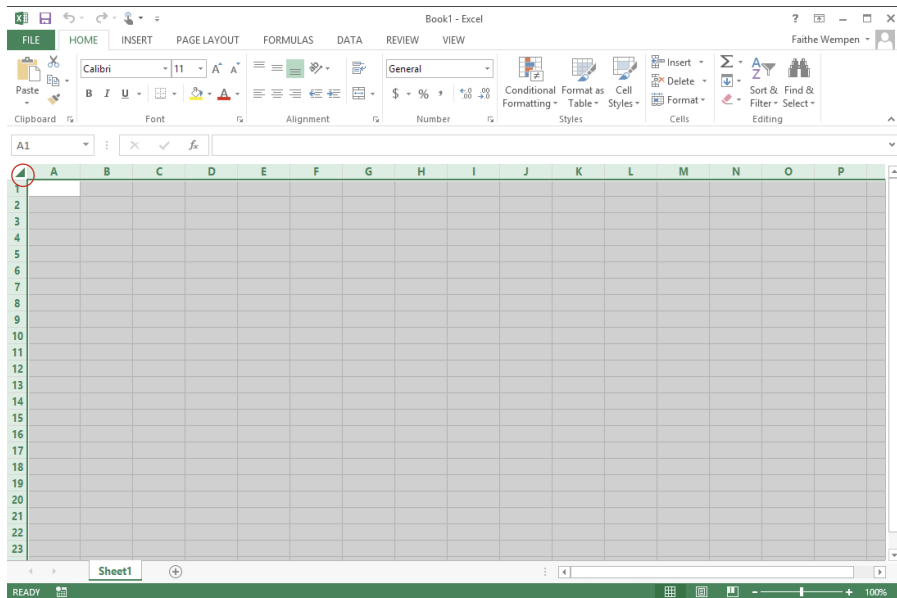 Book1 - Excel
?
FILE HOME INSERT PAGE LAYOUT FORMULAS DATA REVIEW VIEW Faithe Wempen
Calibri 11 A A General Insert Σ A Z
Paste Delete
B I U A $ % , .00 .0 Conditional Format as Cell Format Sort & Find &
Formatting Table Styles Filter Select
Clipboard Font Alignment Number Styles Cells Editing
A1 fx
A B C D E F G H I J K L M N O P
1
2
3
4
5
6
7
8
9
10
11
12
13
14
15
16
17
18
19
20
21
22
23
Sheet1
READY 100%